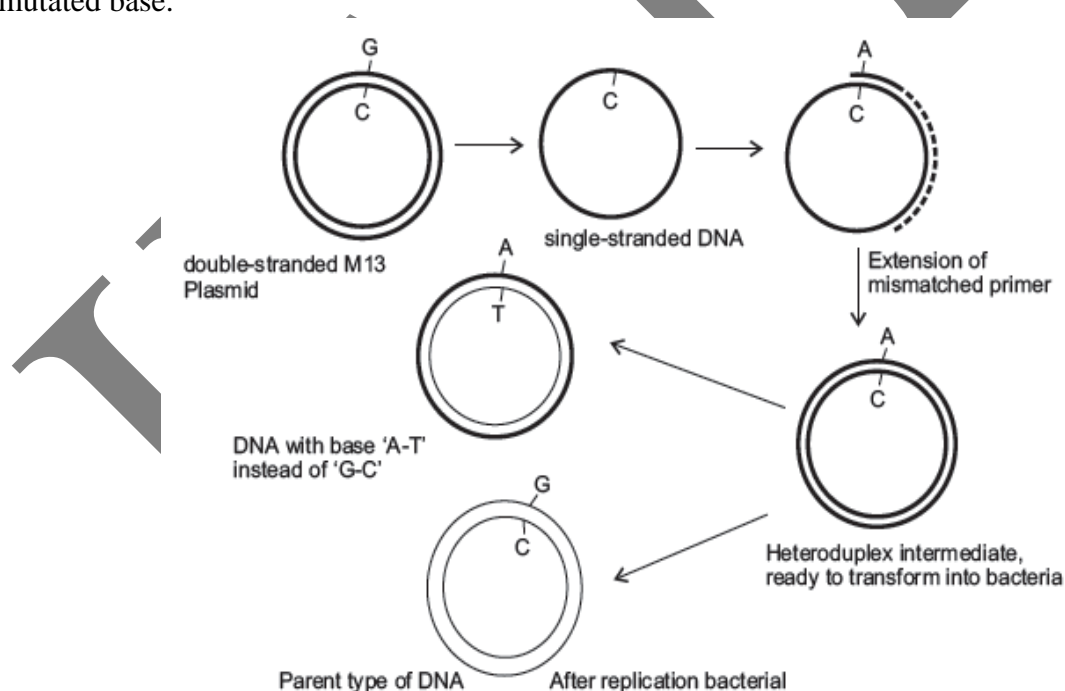 mutated base.
G
C
double-stranded M13
Plasmid
C
single-stranded DNA
A
C
Extension of
mismatched primer
A
C
Heteroduplex intermediate,
ready to transform into bacteria
A
T
DNA with base ‘A-T’
instead of ‘G-C’
G
C
Parent type of DNA
After replication bacterial